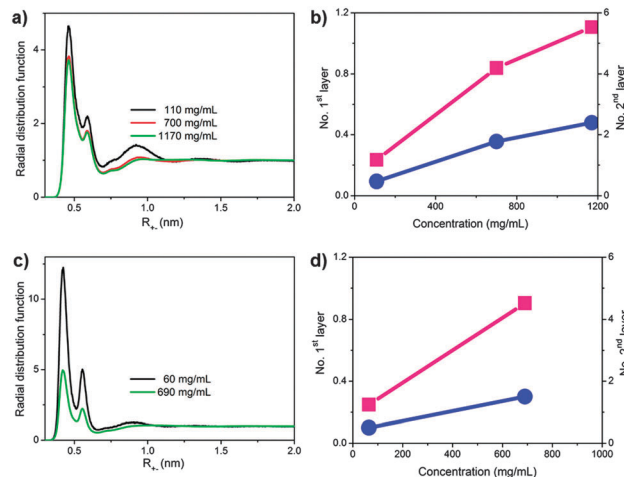 a)
Radial distribution function
4
2
0
110 mg/mL
700 mg/mL
1170 mg/mL
0.5 1.0 1.5 2.0
R+- (nm)
b)
No. 1st layer
1.2
0.8
0.4
0.0
0 400 800 1200
Concentration (mg/mL)
6
4
2
0
No. 2nd layer
c)
Radial distribution function
10
5
0
60 mg/mL
690 mg/mL
0.5 1.0 1.5 2.0
R+- (nm)
d)
No. 1st layer
1.2
0.8
0.4
0.0
0 200 400 600 800 1000
Concentration (mg/mL)
6
4
2
0
No. 2nd layer